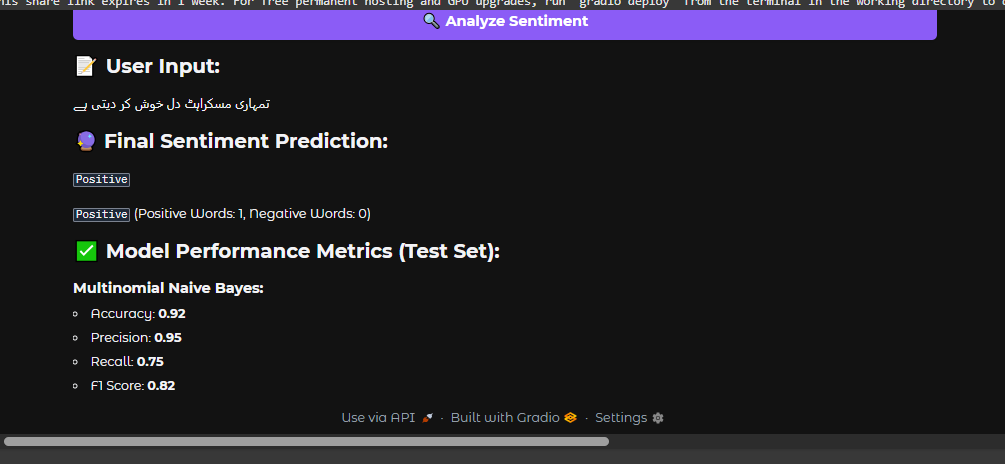 his share link expires in 1 week. For free permanent hosting and GPU upgrades, run `gradio deploy` from the terminal in the working directory to
🔍 Analyze Sentiment
📝 User Input:
تمہاری مسکراہٹ دل خوش کر دیتی ہے
🔮 Final Sentiment Prediction:
Positive
Positive (Positive Words: 1, Negative Words: 0)
✅ Model Performance Metrics (Test Set):
Multinomial Naive Bayes:
Accuracy: 0.92
Precision: 0.95
Recall: 0.75
F1 Score: 0.82
Use via API 🚀 · Built with Gradio · Settings ⚙️